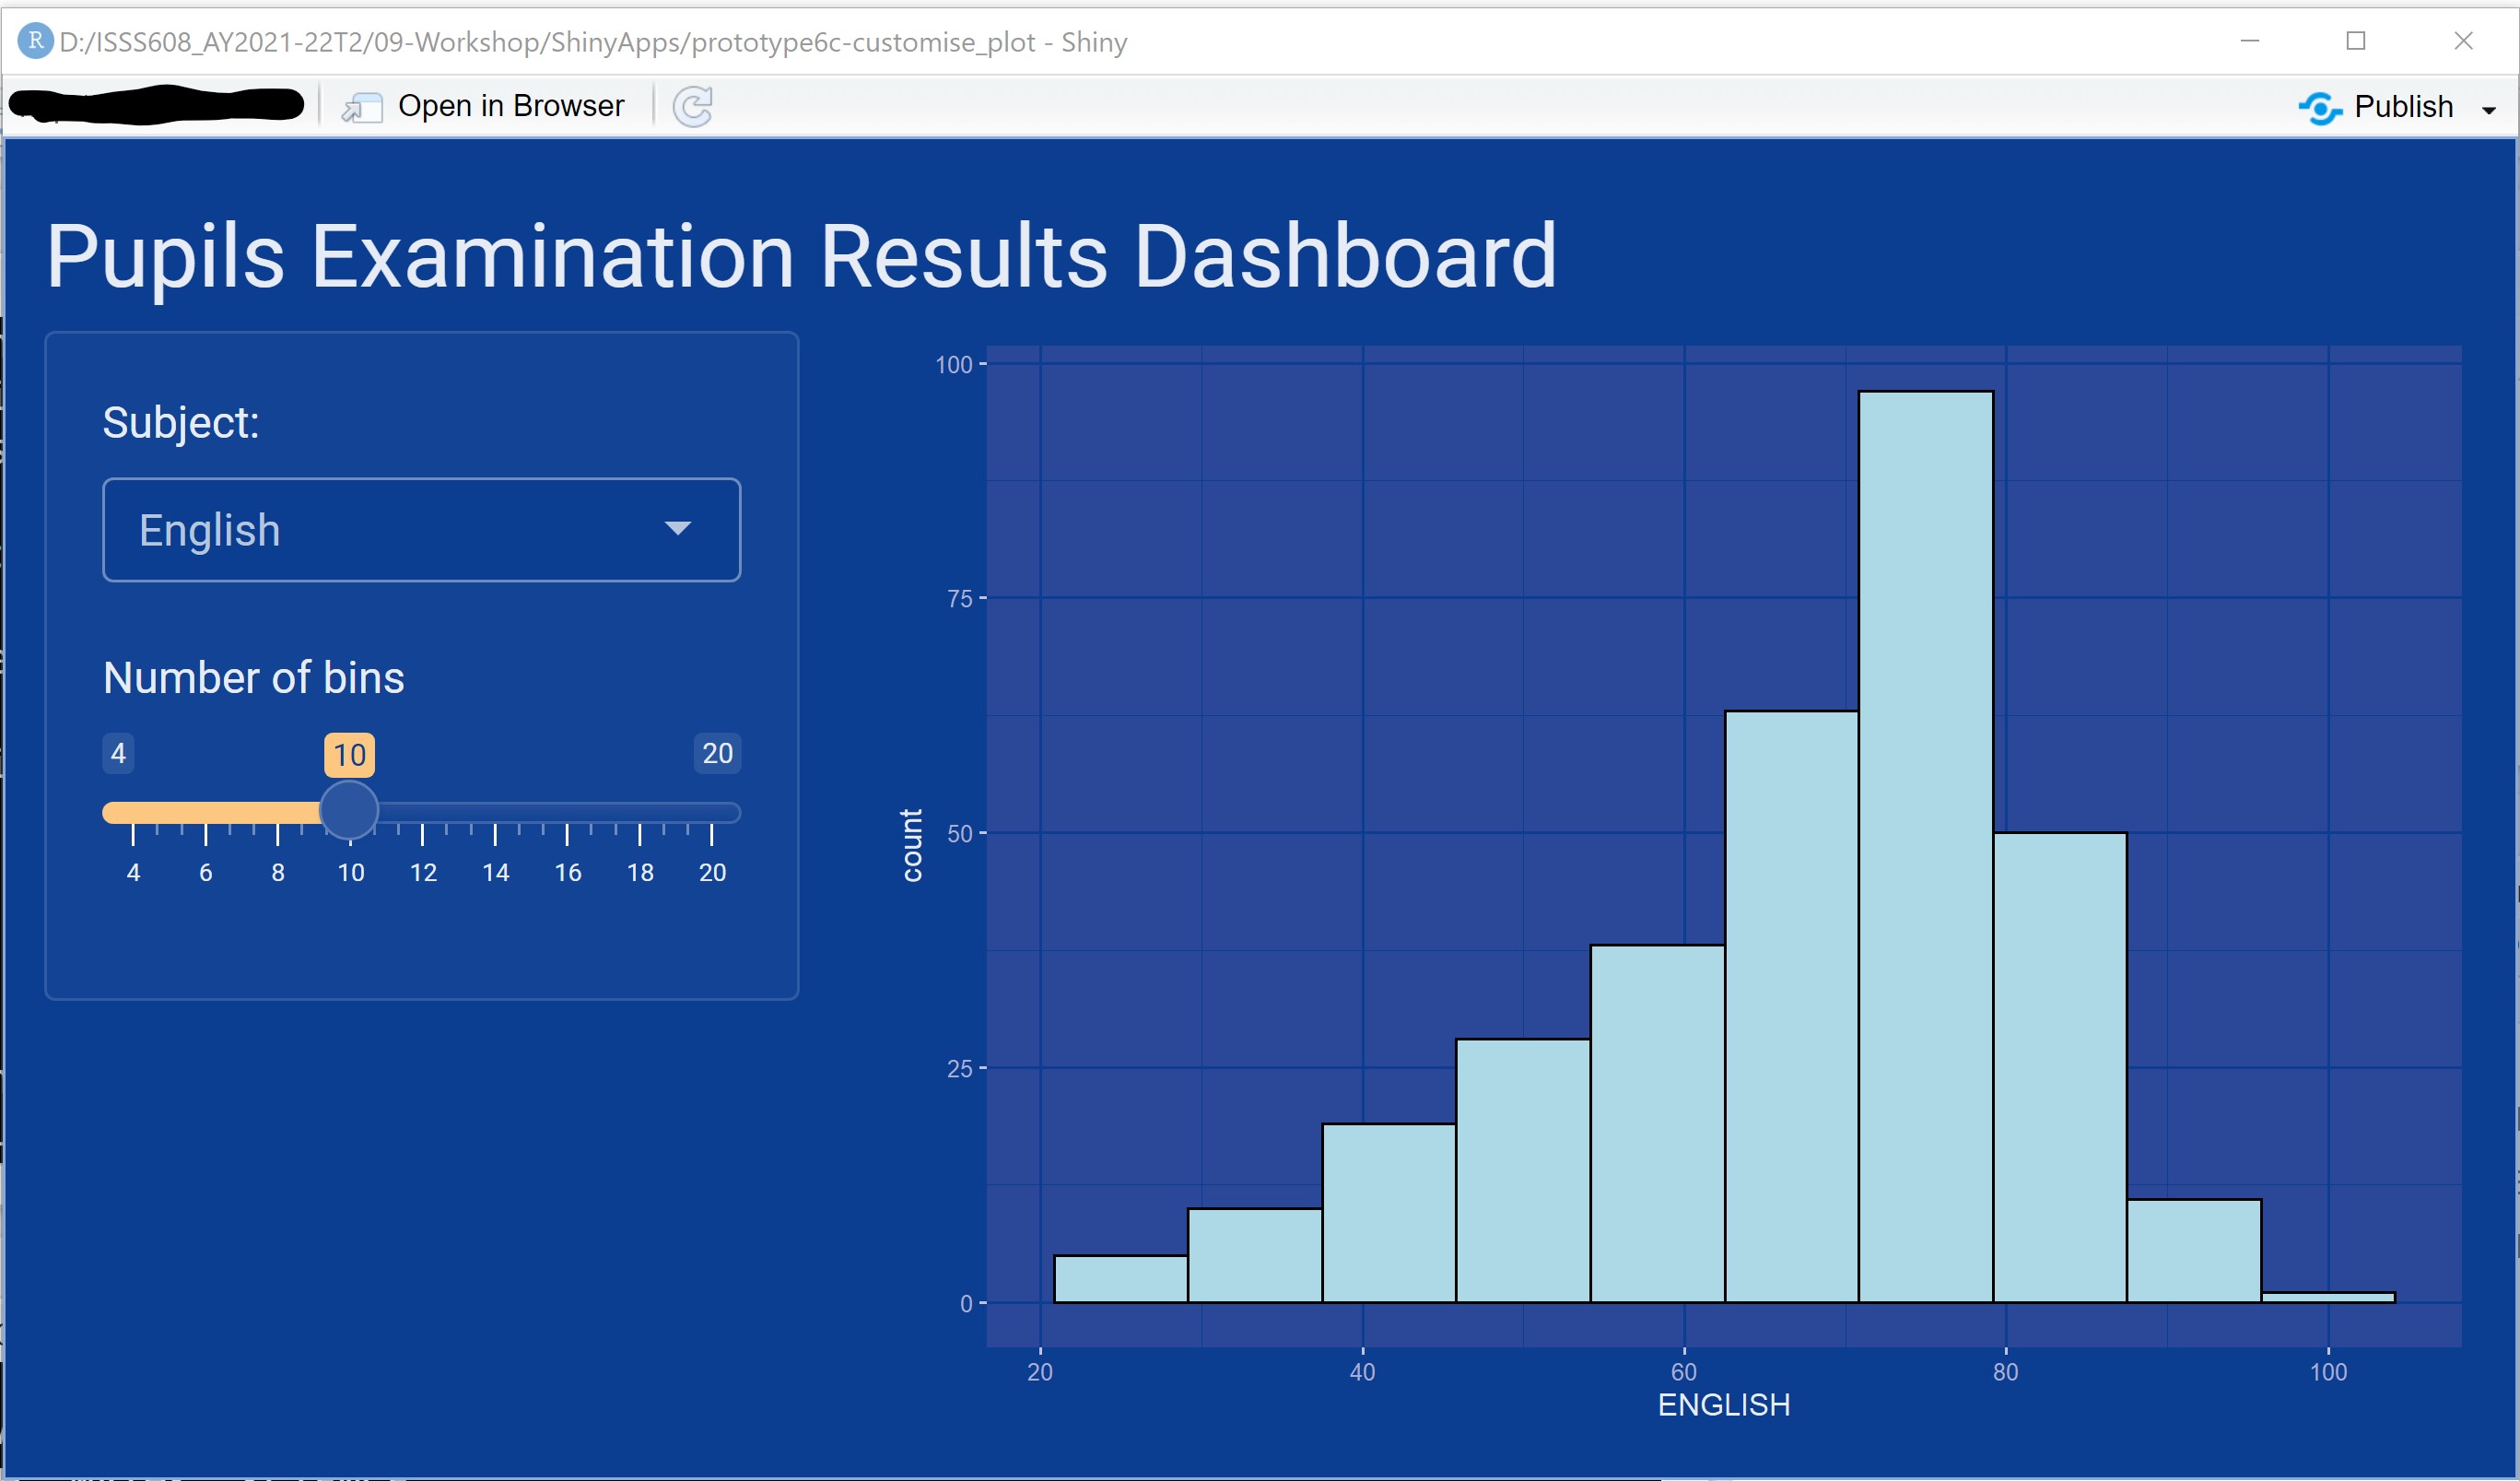 R D:/ISSS608_AY2021-22T2/09-Workshop/ShinyApps/prototype6c-customise_plot - Shiny
Open in Browser Publish
Pupils Examination Results Dashboard
Subject:
English
Number of bins
4 10 20
4 6 8 10 12 14 16 18 20
count
100
75
50
25
0
20 40 60 80 100
ENGLISH